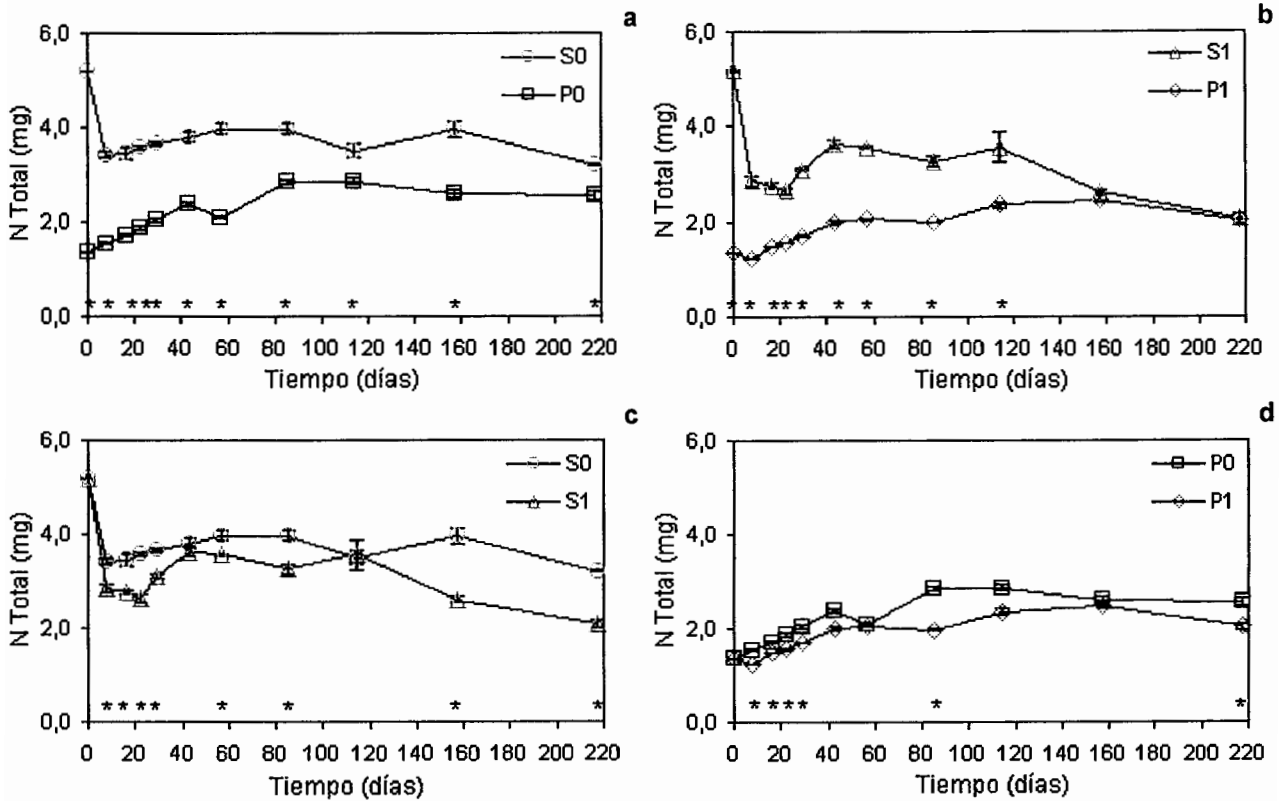 a
6,0
4,0
2,0
0,0
N Total (mg)
S0
P0
* * * * * * * * * * *
0 20 40 60 80 100 120 140 160 180 200 220
Tiempo (días)
b
6,0
4,0
2,0
0,0
N Total (mg)
S1
P1
* * * * * * * * *
0 20 40 60 80 100 120 140 160 180 200 220
Tiempo (días)
c
6,0
4,0
2,0
0,0
N Total (mg)
S0
S1
* * * * * * * *
0 20 40 60 80 100 120 140 160 180 200 220
Tiempo (días)
d
6,0
4,0
2,0
0,0
N Total (mg)
P0
P1
* * * * * *
0 20 40 60 80 100 120 140 160 180 200 220
Tiempo (días)